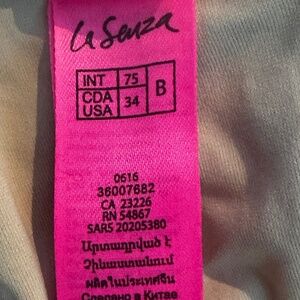 la Senza
INT 75 B
CDA USA 34
0616
36007682
CA 23226
RN 54867
SARS 20205380
Արտադրված է
Չինաստանում
ผลิตในประเทศจีน
Сделано в Китае